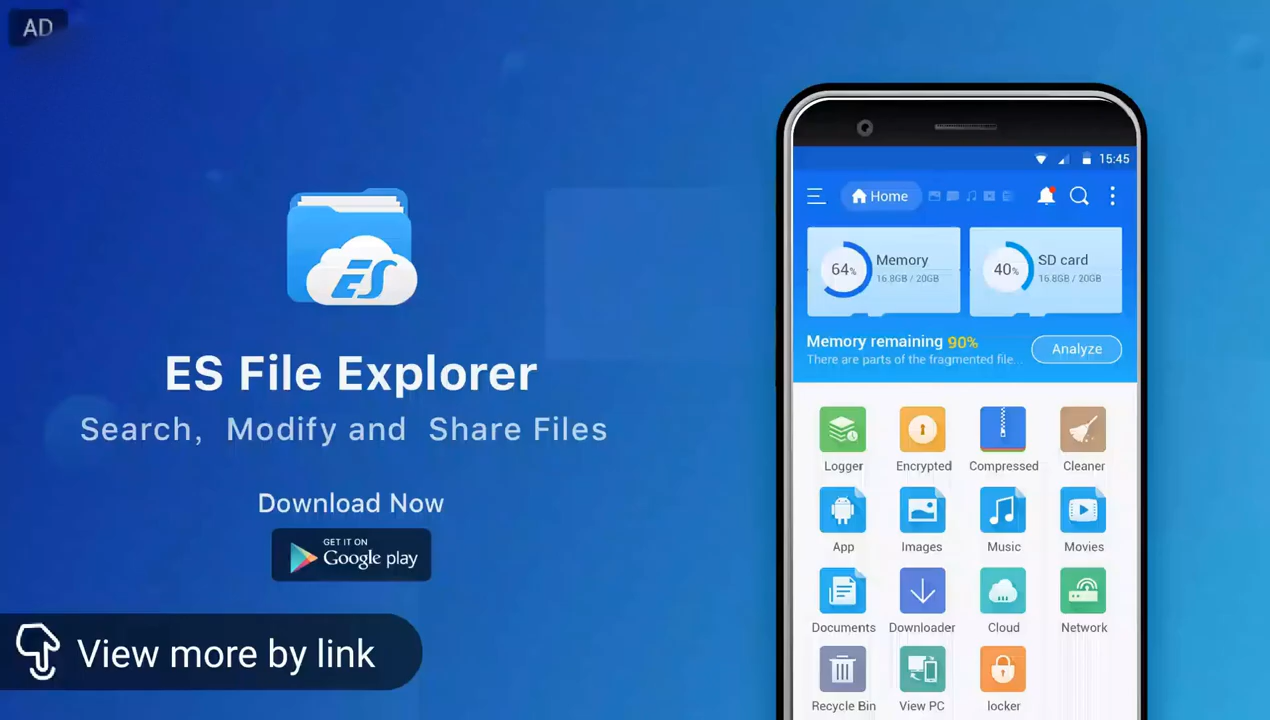 AD
ES
ES File Explorer
Search, Modify and Share Files
Download Now
GET IT ON
Google play
View more by link
15:45
Home
64%
Memory
16.8GB / 20GB
40%
SD card
16.8GB / 20GB
Memory remaining 90%
There are parts of the fragmented file...
Analyze
Logger Encrypted Compressed Cleaner
App Images Music Movies
Documents Downloader Cloud Network
Recycle Bin View PC locker